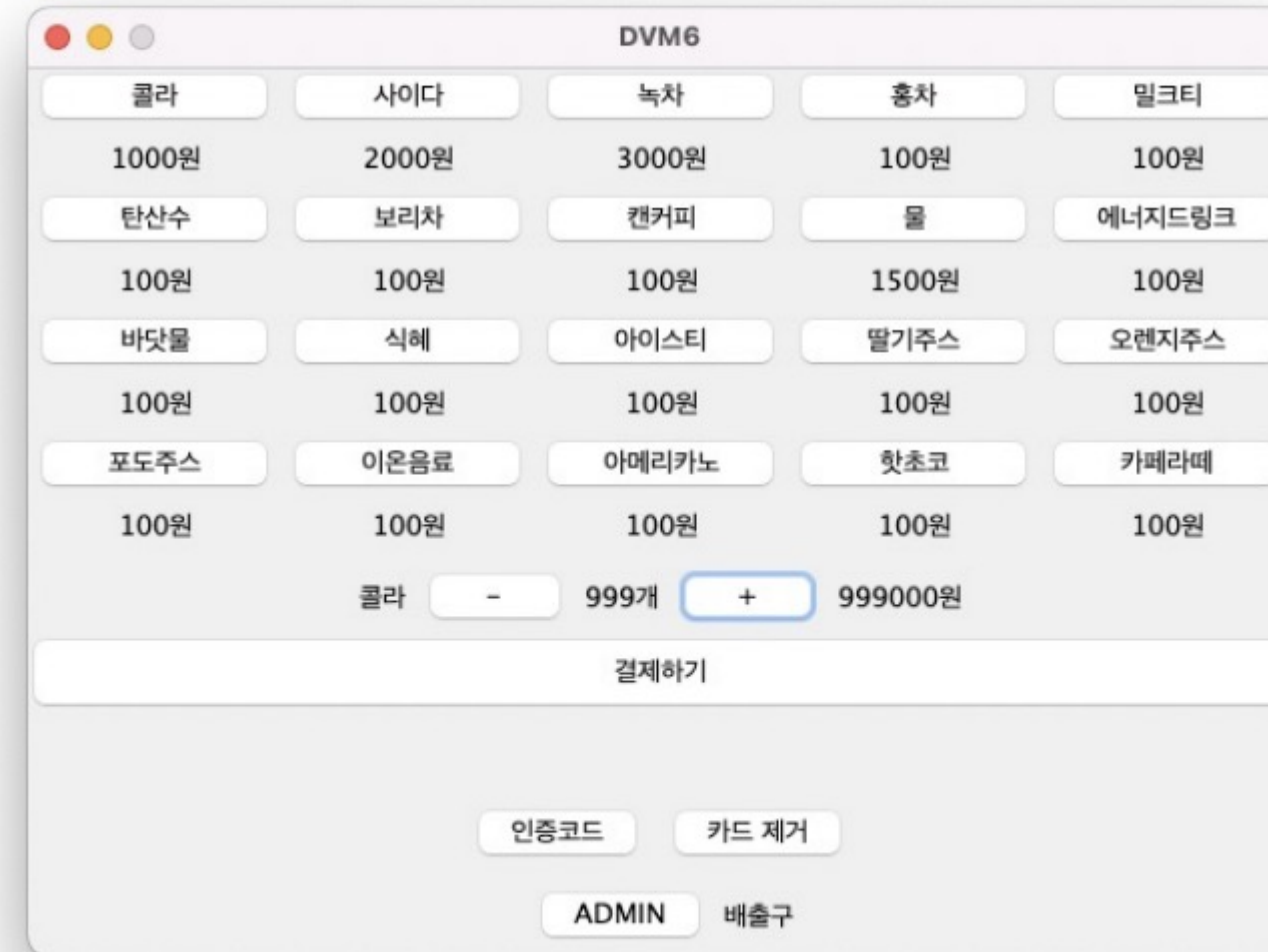 DVM6
콜라 사이다 녹차 홍차 밀크티
1000원 2000원 3000원 100원 100원
탄산수 보리차 캔커피 물 에너지드링크
100원 100원 100원 1500원 100원
바닷물 식혜 아이스티 딸기주스 오렌지주스
100원 100원 100원 100원 100원
포도주스 이온음료 아메리카노 핫초코 카페라떼
100원 100원 100원 100원 100원
콜라 - 999개 + 999000원
결제하기
인증코드 카드 제거
ADMIN 배출구